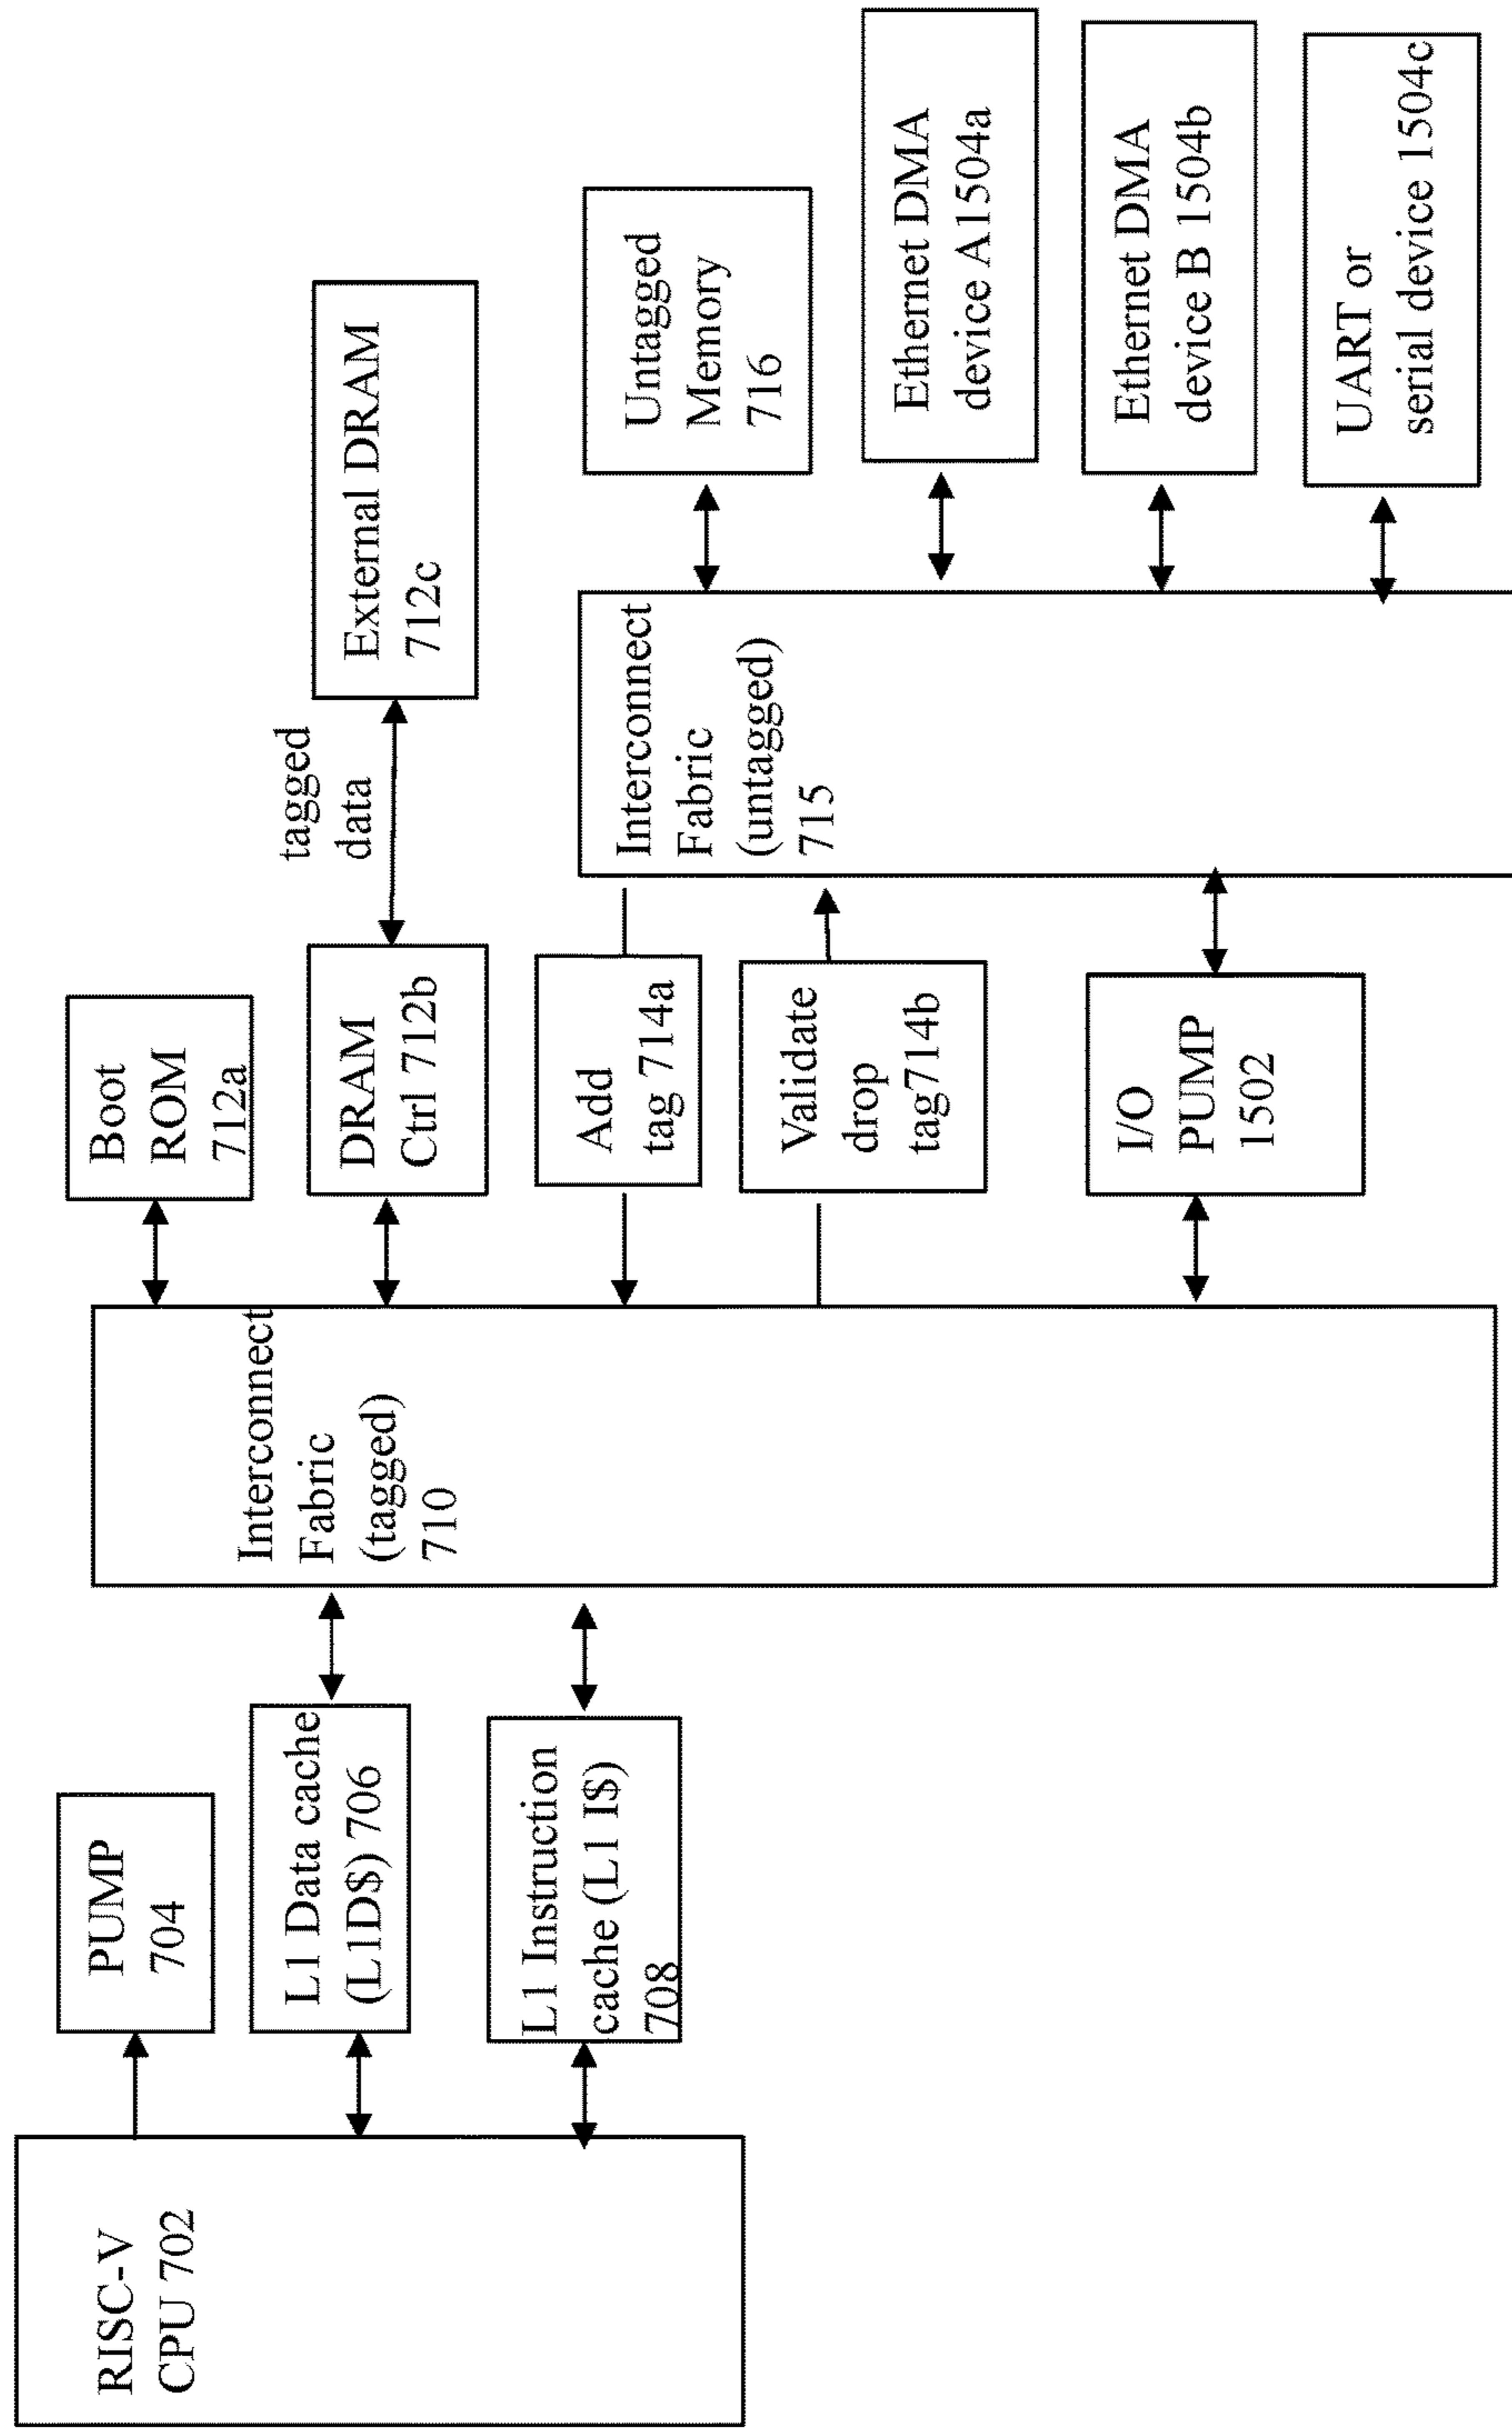 RISC-V
CPU 702
PUMP
704
L1 Data cache
(L1D$) 706
L1 Instruction
cache (L1 I$)
708
Interconnect
Fabric
(tagged)
710
Boot
ROM
712a
DRAM
Ctrl 712b
tagged
data
External DRAM
712c
Add
tag 714a
Validate
drop
tag714b
I/O
PUMP
1502
Interconnect
Fabric
(untagged)
715
Untagged
Memory
716
Ethernet DMA
device A1504a
Ethernet DMA
device B 1504b
UART or
serial device 1504c